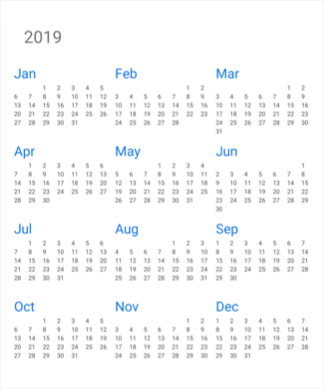 2019
Jan
1 2 3 4 5
6 7 8 9 10 11 12
13 14 15 16 17 18 19
20 21 22 23 24 25 26
27 28 29 30 31
Feb
1 2
3 4 5 6 7 8 9
10 11 12 13 14 15 16
17 18 19 20 21 22 23
24 25 26 27 28
Mar
1 2
3 4 5 6 7 8 9
10 11 12 13 14 15 16
17 18 19 20 21 22 23
24 25 26 27 28 29 30
31
Apr
1 2 3 4 5 6
7 8 9 10 11 12 13
14 15 16 17 18 19 20
21 22 23 24 25 26 27
28 29 30
May
1 2 3 4
5 6 7 8 9 10 11
12 13 14 15 16 17 18
19 20 21 22 23 24 25
26 27 28 29 30 31
Jun
1
2 3 4 5 6 7 8
9 10 11 12 13 14 15
16 17 18 19 20 21 22
23 24 25 26 27 28 29
30
Jul
1 2 3 4 5 6
7 8 9 10 11 12 13
14 15 16 17 18 19 20
21 22 23 24 25 26 27
28 29 30 31
Aug
1 2 3
4 5 6 7 8 9 10
11 12 13 14 15 16 17
18 19 20 21 22 23 24
25 26 27 28 29 30 31
Sep
1 2 3 4 5 6 7
8 9 10 11 12 13 14
15 16 17 18 19 20 21
22 23 24 25 26 27 28
29 30
Oct
1 2 3 4 5
6 7 8 9 10 11 12
13 14 15 16 17 18 19
20 21 22 23 24 25 26
27 28 29 30 31
Nov
1 2
3 4 5 6 7 8 9
10 11 12 13 14 15 16
17 18 19 20 21 22 23
24 25 26 27 28 29 30
Dec
1 2 3 4 5 6 7
8 9 10 11 12 13 14
15 16 17 18 19 20 21
22 23 24 25 26 27 28
29 30 31